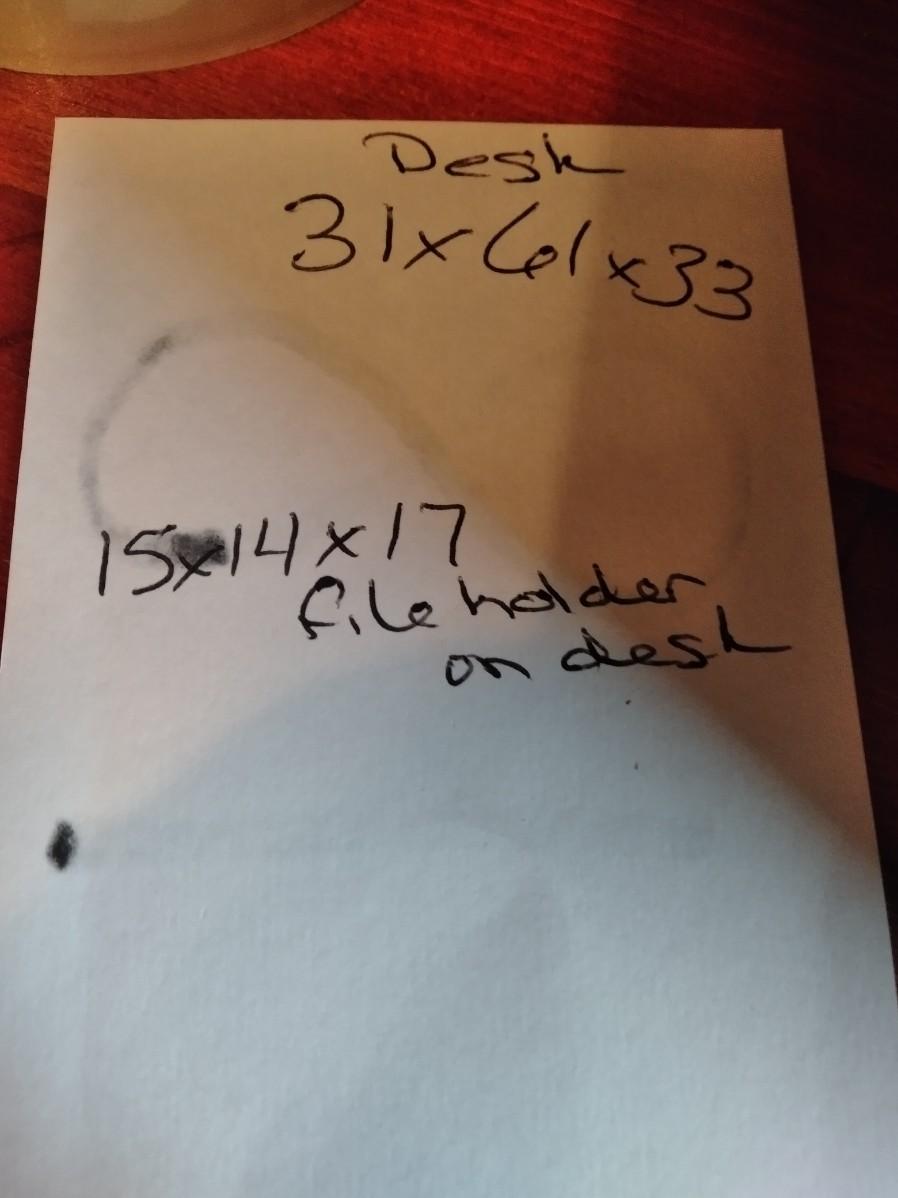 Desk
31x61x33
15x14x17
file holder
on desk